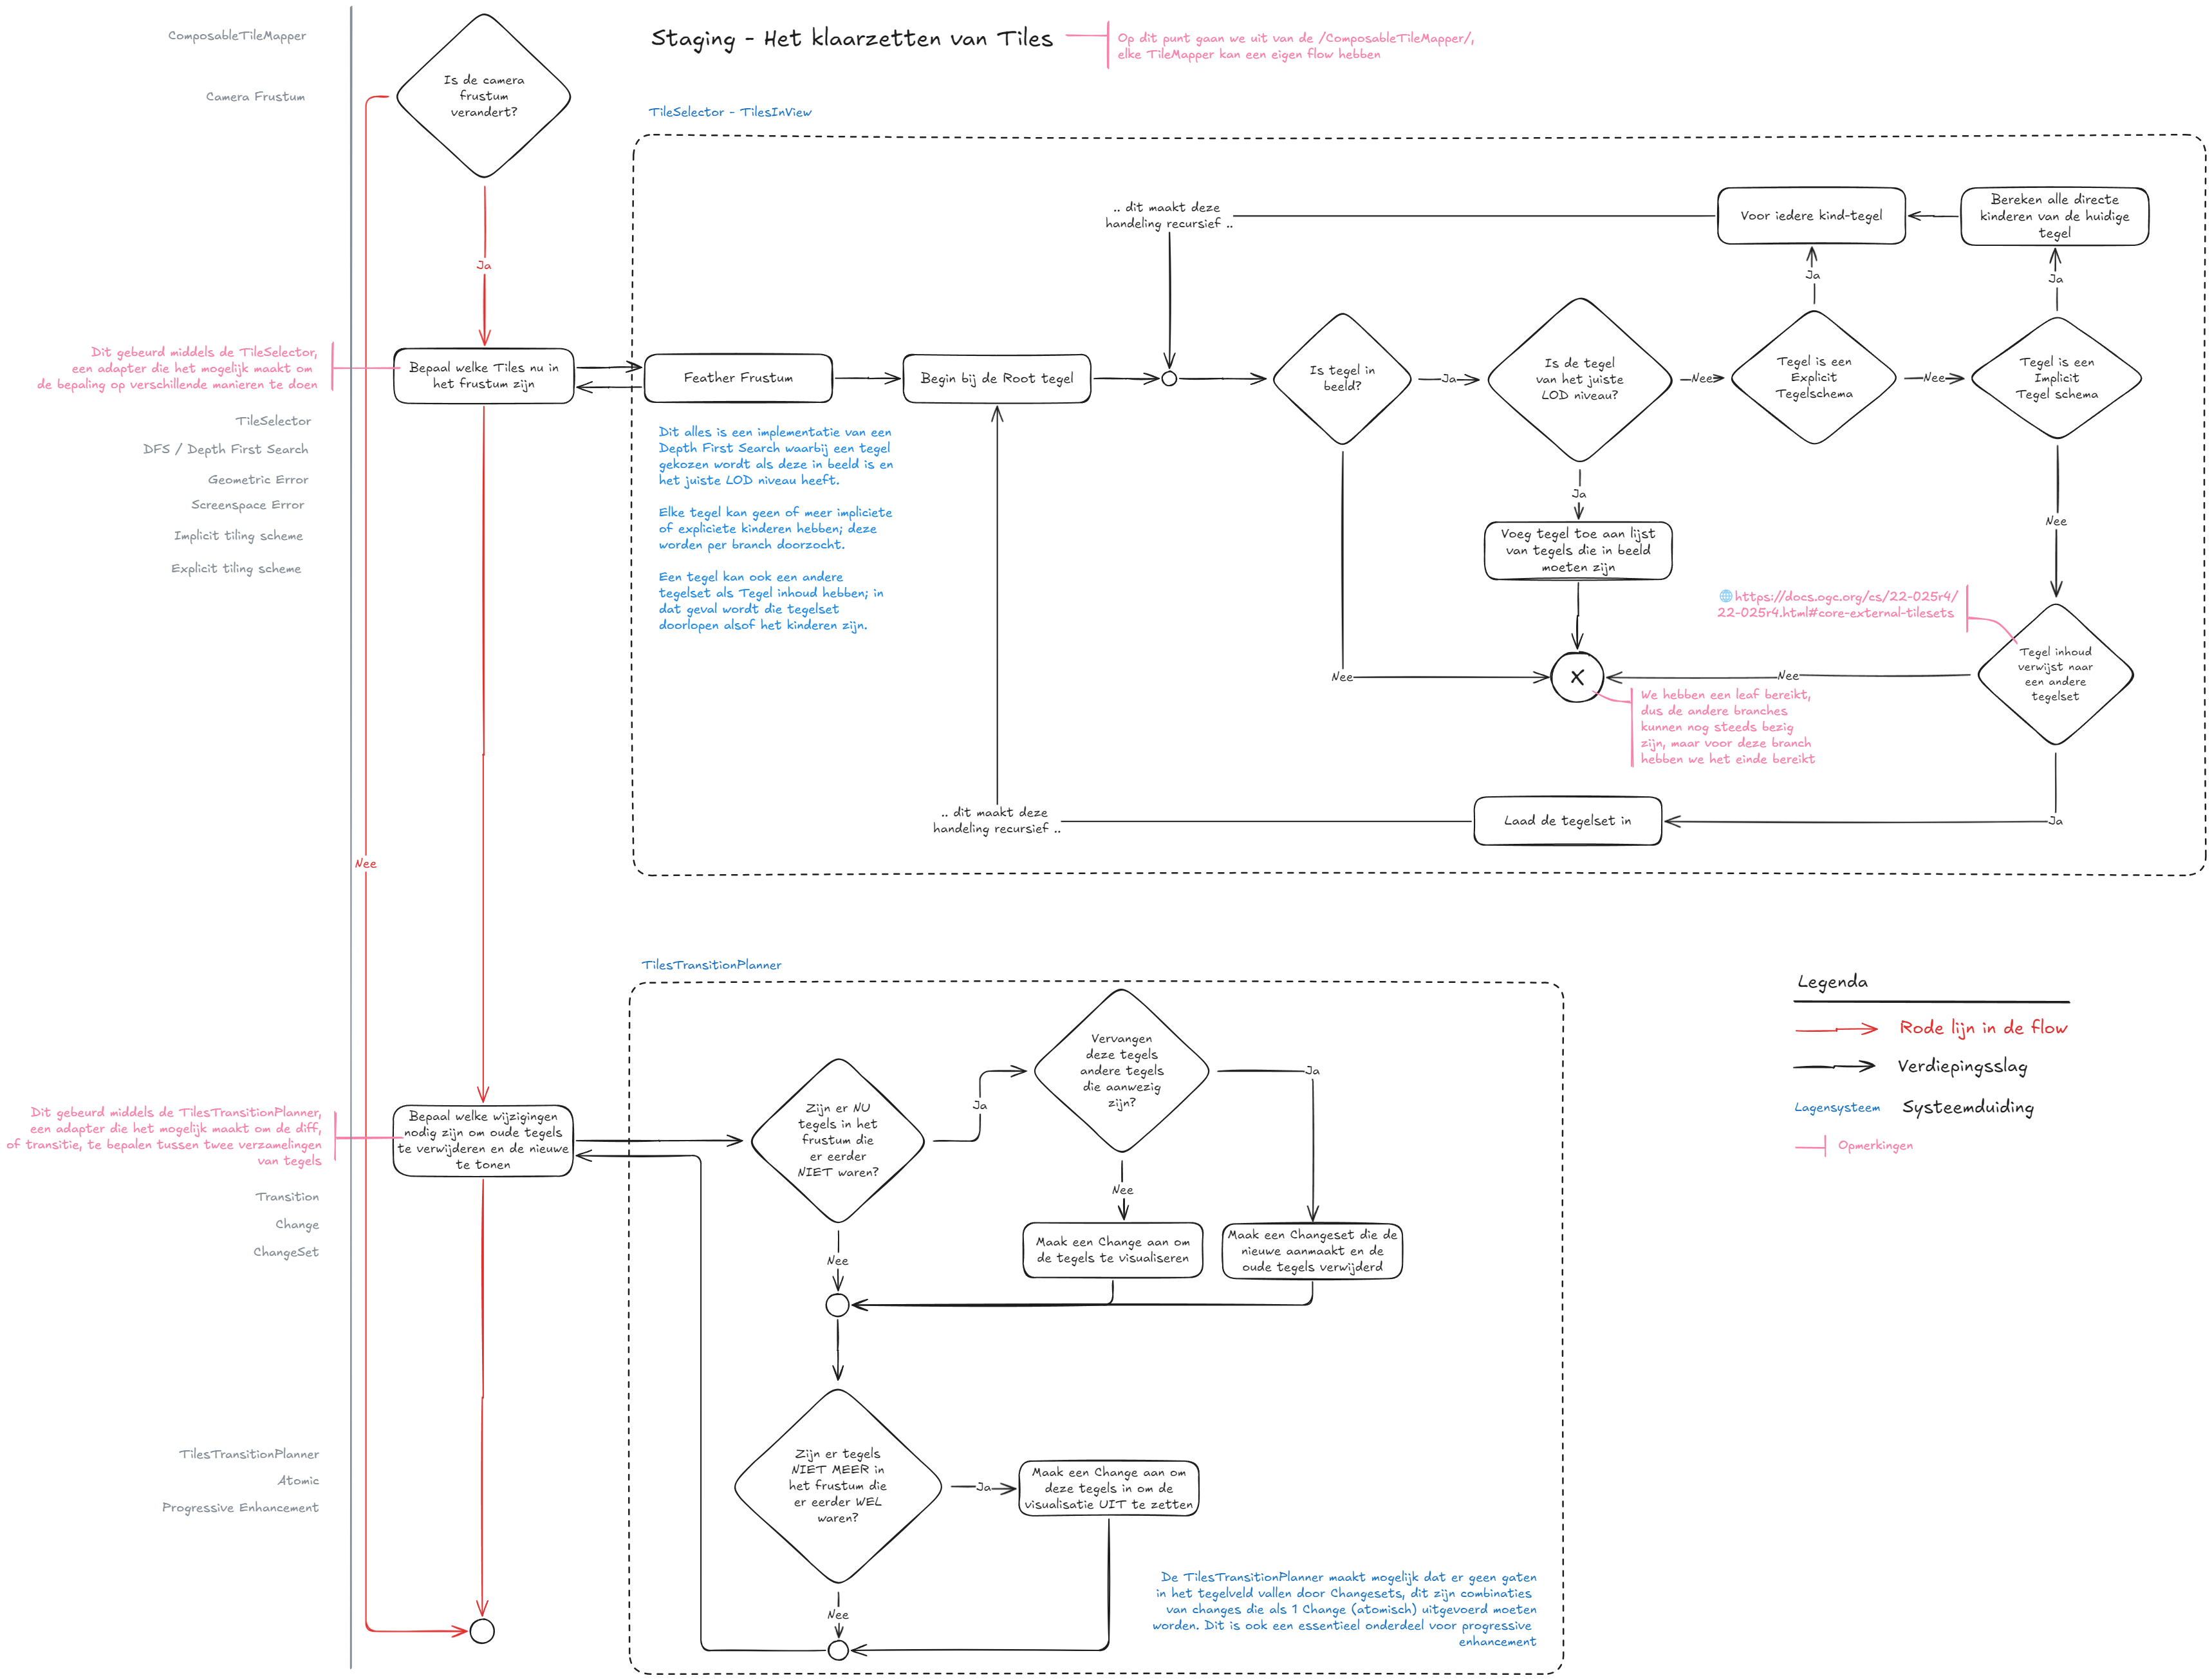 Staging - Het klaarzetten van Tiles
Op dit punt gaan we uit van de /ComposableTileMapper/,
elke TileMapper kan een eigen flow hebben
ComposableTileMapper
Camera Frustum
Is de camera
frustum
verandert?
Ja
Nee
Dit gebeurd middels de TileSelector,
een adapter die het mogelijk maakt om
de bepaling op verschillende manieren te doen
Bepaal welke Tiles nu in
het frustum zijn
TileSelector
DFS / Depth First Search
Geometric Error
Screenspace Error
Implicit tiling scheme
Explicit tiling scheme
TileSelector - TilesInView
.. dit maakt deze
handeling recursief ..
Voor iedere kind-tegel
Bereken alle directe
kinderen van de huidige
tegel
Ja
Ja
Feather Frustum
Begin bij de Root tegel
Is tegel in
beeld?
Ja
Is de tegel
van het juiste
LOD niveau?
Nee
Tegel is een
Explicit
Tegelschema
Nee
Tegel is een
Implicit
Tegel schema
Dit alles is een implementatie van een
Depth First Search waarbij een tegel
gekozen wordt als deze in beeld is en
het juiste LOD niveau heeft.
Elke tegel kan geen of meer impliciete
of expliciete kinderen hebben; deze
worden per branch doorzocht.
Een tegel kan ook een andere
tegelset als Tegel inhoud hebben; in
dat geval wordt die tegelset
doorlopen alsof het kinderen zijn.
Ja
Voeg tegel toe aan lijst
van tegels die in beeld
moeten zijn
Nee
https://docs.ogc.org/cs/22-025r4/
22-025r4.html#core-external-tilesets
Tegel inhoud
verwijst naar
een andere
tegelset
Nee
X
Nee
We hebben een leaf bereikt,
dus de andere branches
kunnen nog steeds bezig
zijn, maar voor deze branch
hebben we het einde bereikt
.. dit maakt deze
handeling recursief ..
Laad de tegelset in
Ja
TilesTransitionPlanner
Dit gebeurd middels de TilesTransitionPlanner,
een adapter die het mogelijk maakt om de diff,
of transitie, te bepalen tussen twee verzamelingen
van tegels
Bepaal welke wijzigingen
nodig zijn om oude tegels
te verwijderen en de nieuwe
te tonen
Transition
Change
ChangeSet
TilesTransitionPlanner
Atomic
Progressive Enhancement
Zijn er NU
tegels in het
frustum die
er eerder
NIET waren?
Ja
Vervangen
deze tegels
andere tegels
die aanwezig
zijn?
Ja
Nee
Maak een Change aan om
de tegels te visualiseren
Maak een Changeset die de
nieuwe aanmaakt en de
oude tegels verwijderd
Nee
Zijn er tegels
NIET MEER in
het frustum die
er eerder WEL
waren?
Ja
Maak een Change aan om
deze tegels in om de
visualisatie UIT te zetten
Nee
De TilesTransitionPlanner maakt mogelijk dat er geen gaten
in het tegelveld vallen door Changesets, dit zijn combinaties
van changes die als 1 Change (atomisch) uitgevoerd moeten
worden. Dit is ook een essentieel onderdeel voor progressive
enhancement
Legenda
Rode lijn in de flow
Verdiepingsslag
Lagensysteem Systeemduiding
Opmerkingen